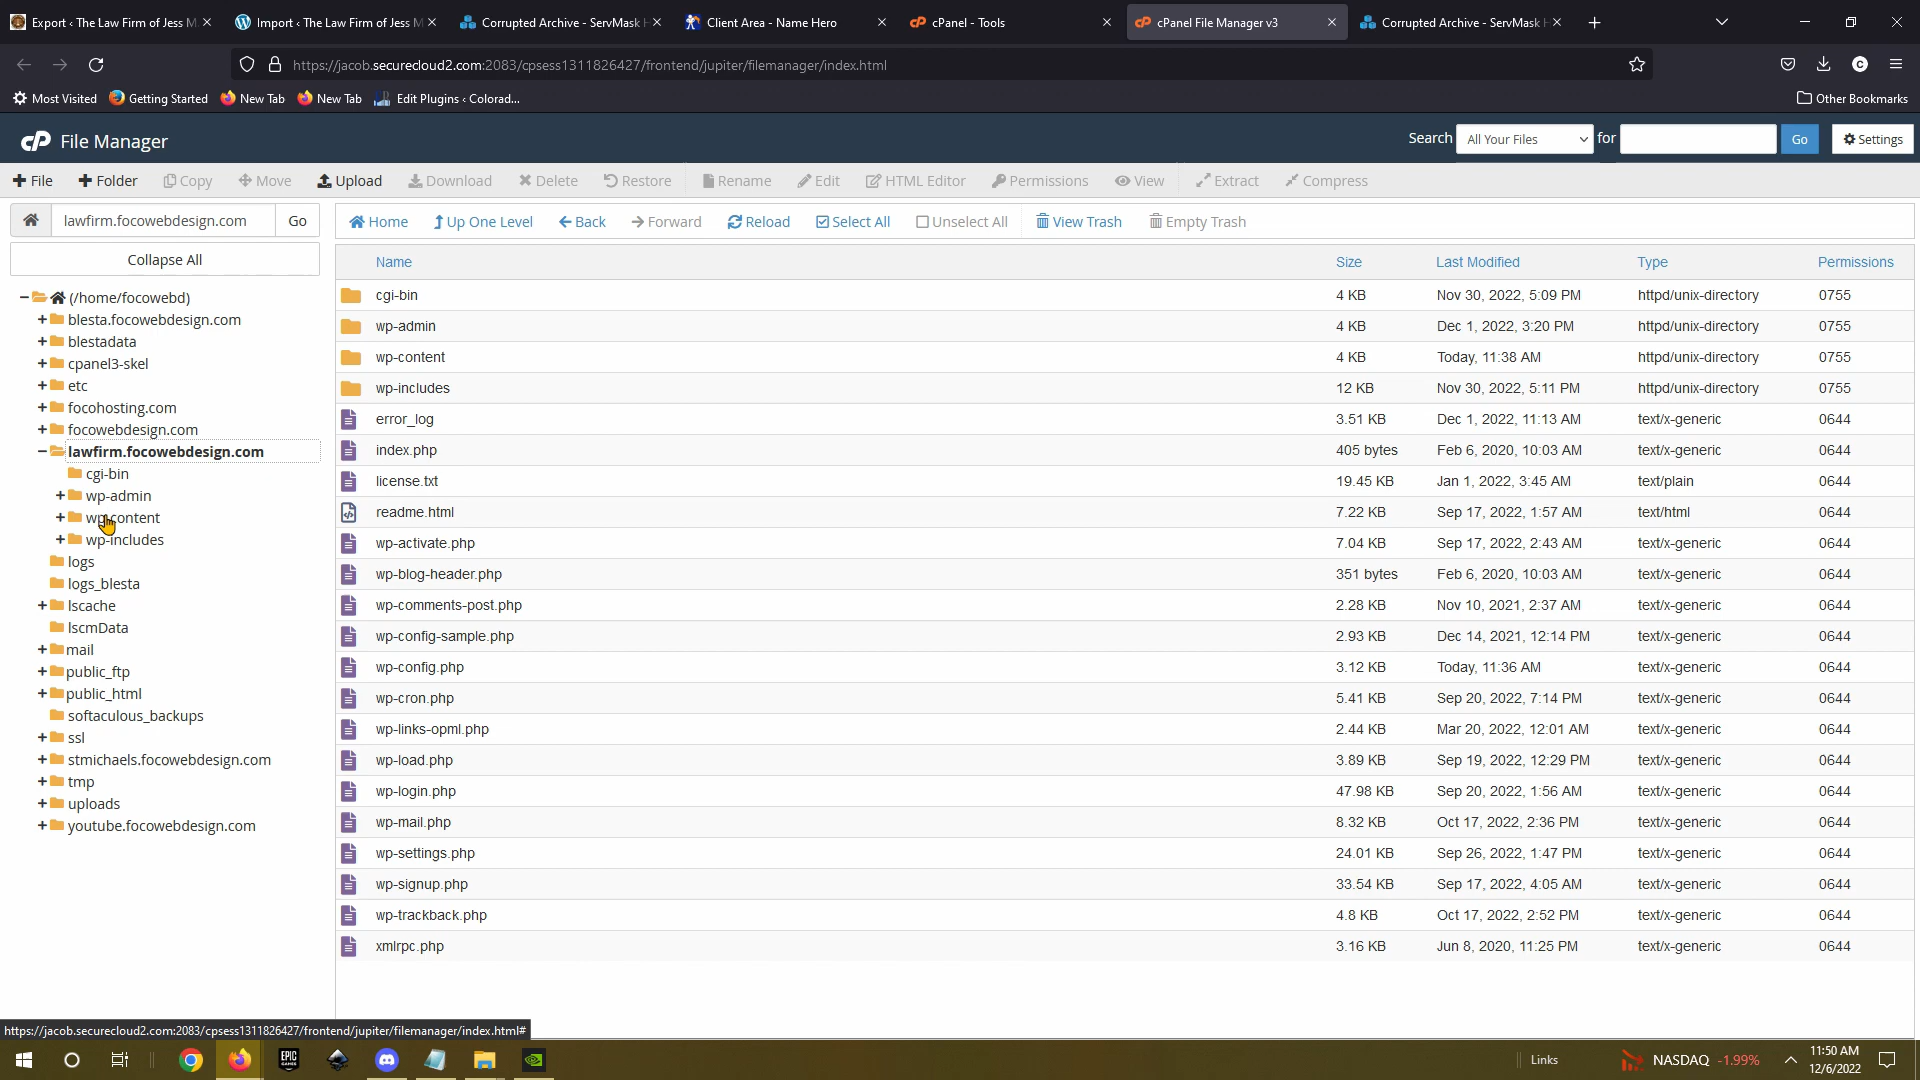 Export ‹ The Law Firm of Jess M
Import ‹ The Law Firm of Jess M
Corrupted Archive - ServMask H
Client Area - Name Hero
cPanel - Tools
cPanel File Manager v3
Corrupted Archive - ServMask H
https://jacob.securecloud2.com:2083/cpsess1311826427/frontend/jupiter/filemanager/index.html
C
Most Visited
Getting Started
New Tab
New Tab
Edit Plugins ‹ Colorad...
Other Bookmarks
cP File Manager
Search
All Your Files
for
Go
Settings
File
Folder
Copy
Move
Upload
Download
Delete
Restore
Rename
Edit
HTML Editor
Permissions
View
Extract
Compress
lawfirm.focowebdesign.com
Go
Home
Up One Level
Back
Forward
Reload
Select All
Unselect All
View Trash
Empty Trash
Collapse All
(/home/focowebd)
blesta.focowebdesign.com
blestadata
cpanel3-skel
etc
focohosting.com
focowebdesign.com
lawfirm.focowebdesign.com
cgi-bin
wp-admin
wp-content
wp-includes
logs
logs_blesta
lscache
lscmData
mail
public_ftp
public_html
softaculous_backups
ssl
stmichaels.focowebdesign.com
tmp
uploads
youtube.focowebdesign.com
Name Size Last Modified Type Permissions
cgi-bin 4 KB Nov 30, 2022, 5:09 PM httpd/unix-directory 0755
wp-admin 4 KB Dec 1, 2022, 3:20 PM httpd/unix-directory 0755
wp-content 4 KB Today, 11:38 AM httpd/unix-directory 0755
wp-includes 12 KB Nov 30, 2022, 5:11 PM httpd/unix-directory 0755
error_log 3.51 KB Dec 1, 2022, 11:13 AM text/x-generic 0644
index.php 405 bytes Feb 6, 2020, 10:03 AM text/x-generic 0644
license.txt 19.45 KB Jan 1, 2022, 3:45 AM text/plain 0644
readme.html 7.22 KB Sep 17, 2022, 1:57 AM text/html 0644
wp-activate.php 7.04 KB Sep 17, 2022, 2:43 AM text/x-generic 0644
wp-blog-header.php 351 bytes Feb 6, 2020, 10:03 AM text/x-generic 0644
wp-comments-post.php 2.28 KB Nov 10, 2021, 2:37 AM text/x-generic 0644
wp-config-sample.php 2.93 KB Dec 14, 2021, 12:14 PM text/x-generic 0644
wp-config.php 3.12 KB Today, 11:36 AM text/x-generic 0644
wp-cron.php 5.41 KB Sep 20, 2022, 7:14 PM text/x-generic 0644
wp-links-opml.php 2.44 KB Mar 20, 2022, 12:01 AM text/x-generic 0644
wp-load.php 3.89 KB Sep 19, 2022, 12:29 PM text/x-generic 0644
wp-login.php 47.98 KB Sep 20, 2022, 1:56 AM text/x-generic 0644
wp-mail.php 8.32 KB Oct 17, 2022, 2:36 PM text/x-generic 0644
wp-settings.php 24.01 KB Sep 26, 2022, 1:47 PM text/x-generic 0644
wp-signup.php 33.54 KB Sep 17, 2022, 4:05 AM text/x-generic 0644
wp-trackback.php 4.8 KB Oct 17, 2022, 2:52 PM text/x-generic 0644
xmlrpc.php 3.16 KB Jun 8, 2020, 11:25 PM text/x-generic 0644
https://jacob.securecloud2.com:2083/cpsess1311826427/frontend/jupiter/filemanager/index.html#
EPIC GAMES
Links
NASDAQ -1.99%
11:50 AM
12/6/2022